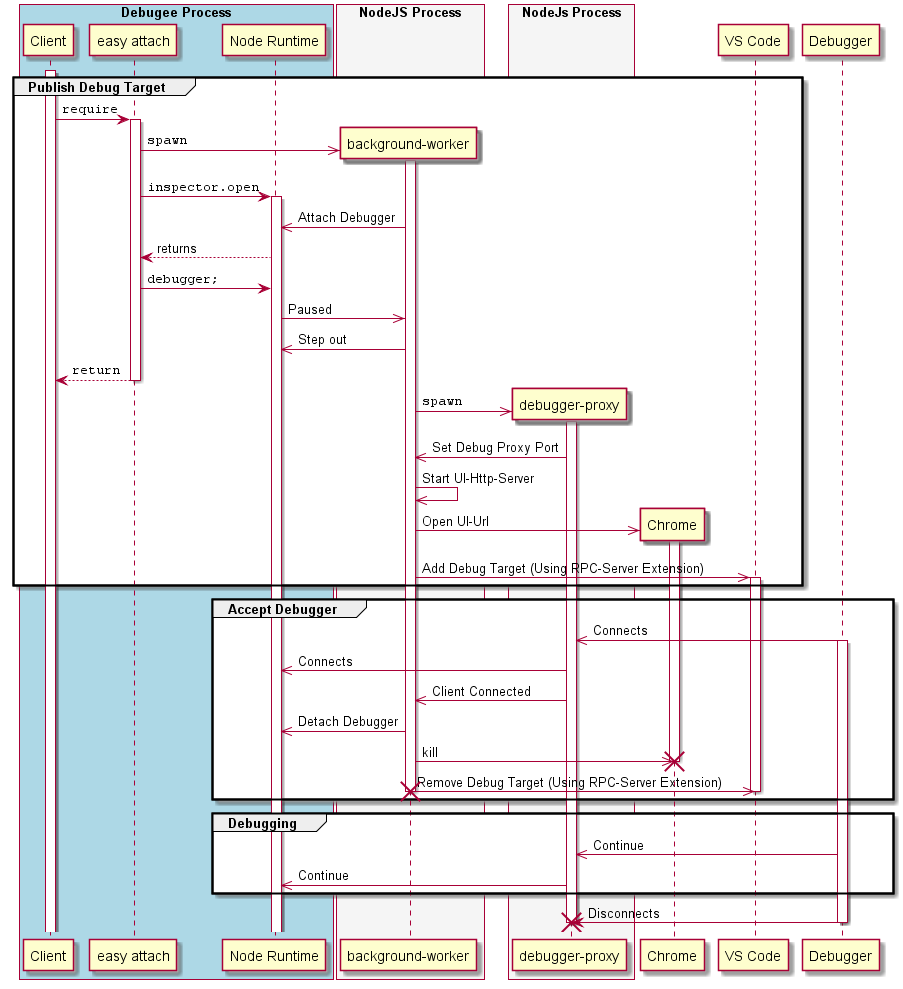 Debugee Process
NodeJS Process
NodeJs Process
Client
easy attach
Node Runtime
VS Code
Debugger
Publish Debug Target
require
spawn
background-worker
inspector.open
Attach Debugger
returns
debugger;
Paused
Step out
return
spawn
debugger-proxy
Set Debug Proxy Port
Start UI-Http-Server
Open UI-Url
Chrome
Add Debug Target (Using RPC-Server Extension)
Accept Debugger
Connects
Connects
Client Connected
Detach Debugger
kill
Remove Debug Target (Using RPC-Server Extension)
Debugging
Continue
Continue
Disconnects
Client
easy attach
Node Runtime
background-worker
debugger-proxy
Chrome
VS Code
Debugger